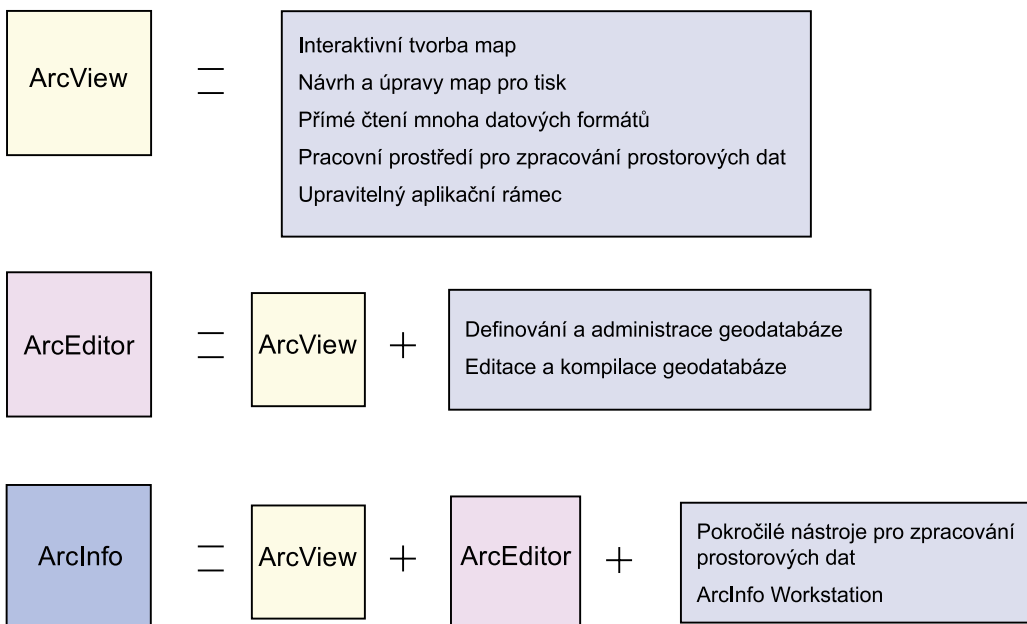 ArcView
Interaktivní tvorba map
Návrh a úpravy map pro tisk
Přímé čtení mnoha datových formátů
Pracovní prostředí pro zpracování prostorových dat
Upravitelný aplikační rámec
ArcEditor
=
ArcView
+
Definování a administrace geodatabáze
Editace a kompilace geodatabáze
ArcInfo
=
ArcView
+
ArcEditor
+
Pokročilé nástroje pro zpracování
prostorových dat
ArcInfo Workstation